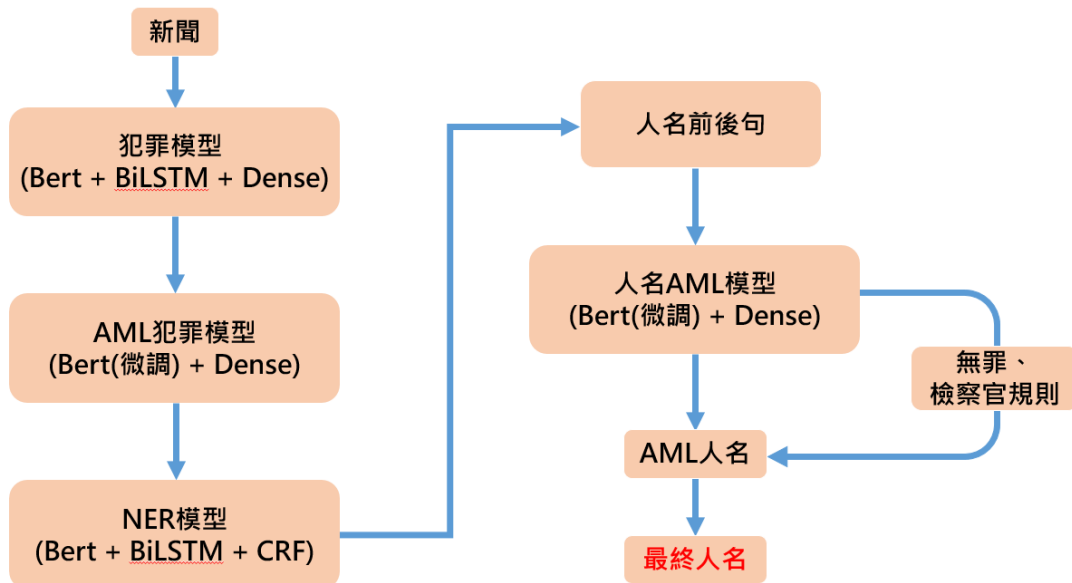 新聞
犯罪模型
(Bert + BiLSTM + Dense)
AML犯罪模型
(Bert(微調) + Dense)
NER模型
(Bert + BiLSTM + CRF)
人名前後句
人名AML模型
(Bert(微調) + Dense)
無罪、
檢察官規則
AML人名
最終人名